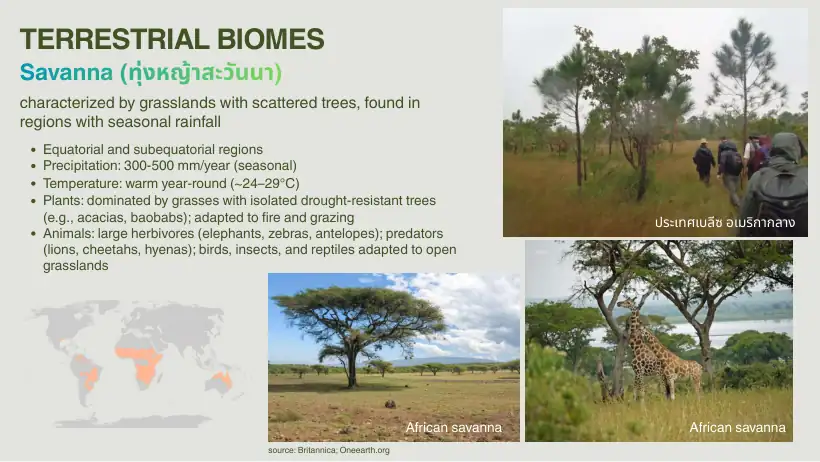 TERRESTRIAL BIOMES
Savanna (ทุ่งหญ้าสะวันนา)
characterized by grasslands with scattered trees, found in
regions with seasonal rainfall
• Equatorial and subequatorial regions
• Precipitation: 300-500 mm/year (seasonal)
• Temperature: warm year-round (~24–29°C)
• Plants: dominated by grasses with isolated drought-resistant trees
(e.g., acacias, baobabs); adapted to fire and grazing
• Animals: large herbivores (elephants, zebras, antelopes); predators
(lions, cheetahs, hyenas); birds, insects, and reptiles adapted to open
grasslands
ประเทศเบลีซ อเมริกากลาง
African savanna
African savanna
source: Britannica; Oneearth.org